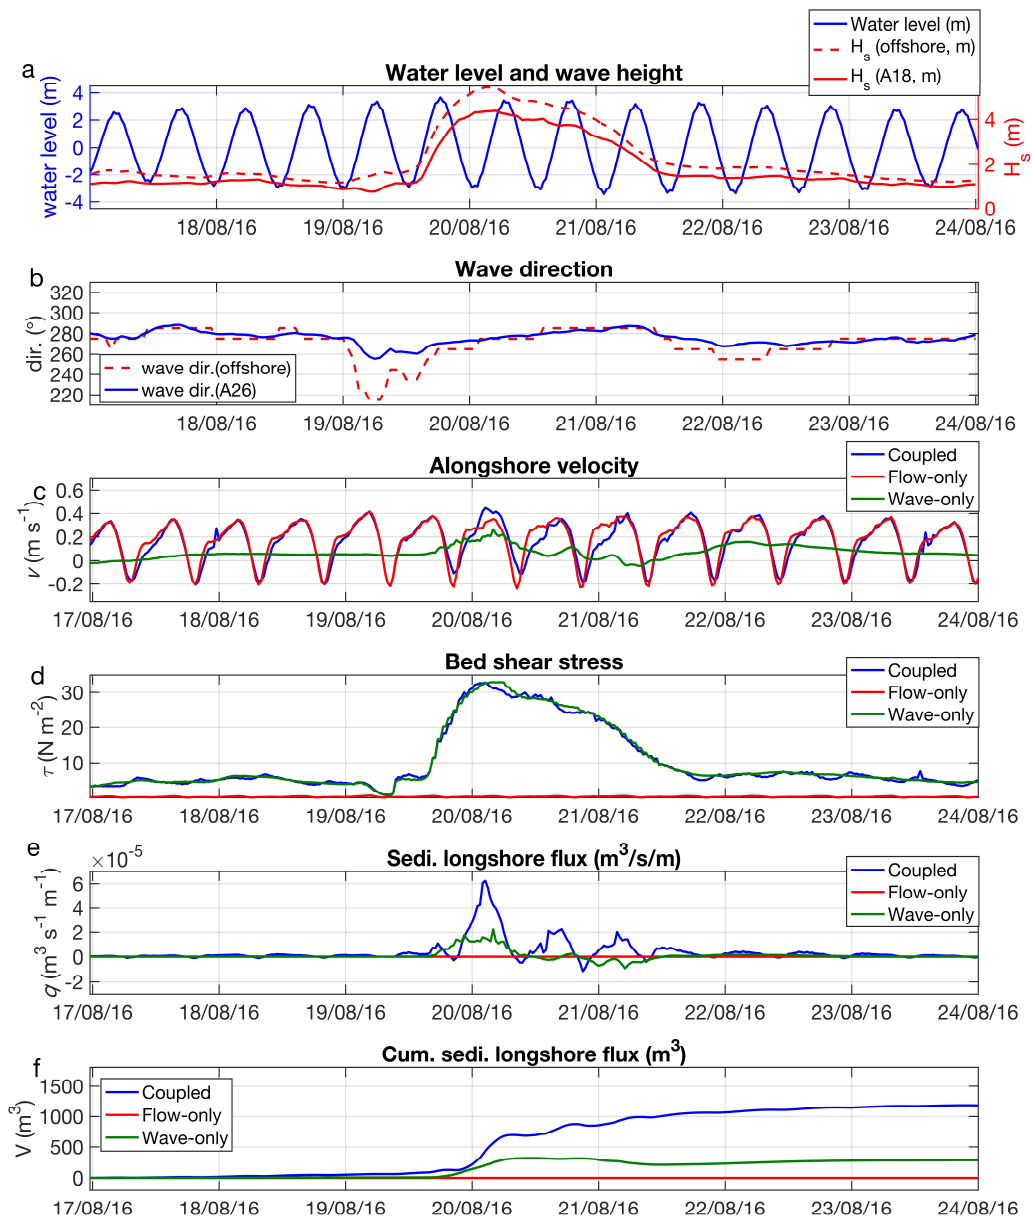 Water level (m)
H_s (offshore, m)
H_s (A18, m)
a
Water level and wave height
water level (m)
4
2
0
-2
-4
4
2
0
H_s (m)
18/08/16 19/08/16 20/08/16 21/08/16 22/08/16 23/08/16 24/08/16
b
Wave direction
dir. (°)
320
300
280
260
240
220
wave dir.(offshore)
wave dir.(A26)
18/08/16 19/08/16 20/08/16 21/08/16 22/08/16 23/08/16 24/08/16
c
Alongshore velocity
Coupled
Flow-only
Wave-only
v (m s⁻¹)
0.6
0.4
0.2
0
-0.2
17/08/16 18/08/16 19/08/16 20/08/16 21/08/16 22/08/16 23/08/16 24/08/16
d
Bed shear stress
Coupled
Flow-only
Wave-only
τ (N m⁻²)
30
20
10
17/08/16 18/08/16 19/08/16 20/08/16 21/08/16 22/08/16 23/08/16 24/08/16
e
×10⁻⁵
Sedi. longshore flux (m³/s/m)
Coupled
Flow-only
Wave-only
q (m³ s⁻¹ m⁻¹)
6
4
2
0
-2
17/08/16 18/08/16 19/08/16 20/08/16 21/08/16 22/08/16 23/08/16 24/08/16
f
Cum. sedi. longshore flux (m³)
Coupled
Flow-only
Wave-only
V (m³)
1500
1000
500
0
17/08/16 18/08/16 19/08/16 20/08/16 21/08/16 22/08/16 23/08/16 24/08/16